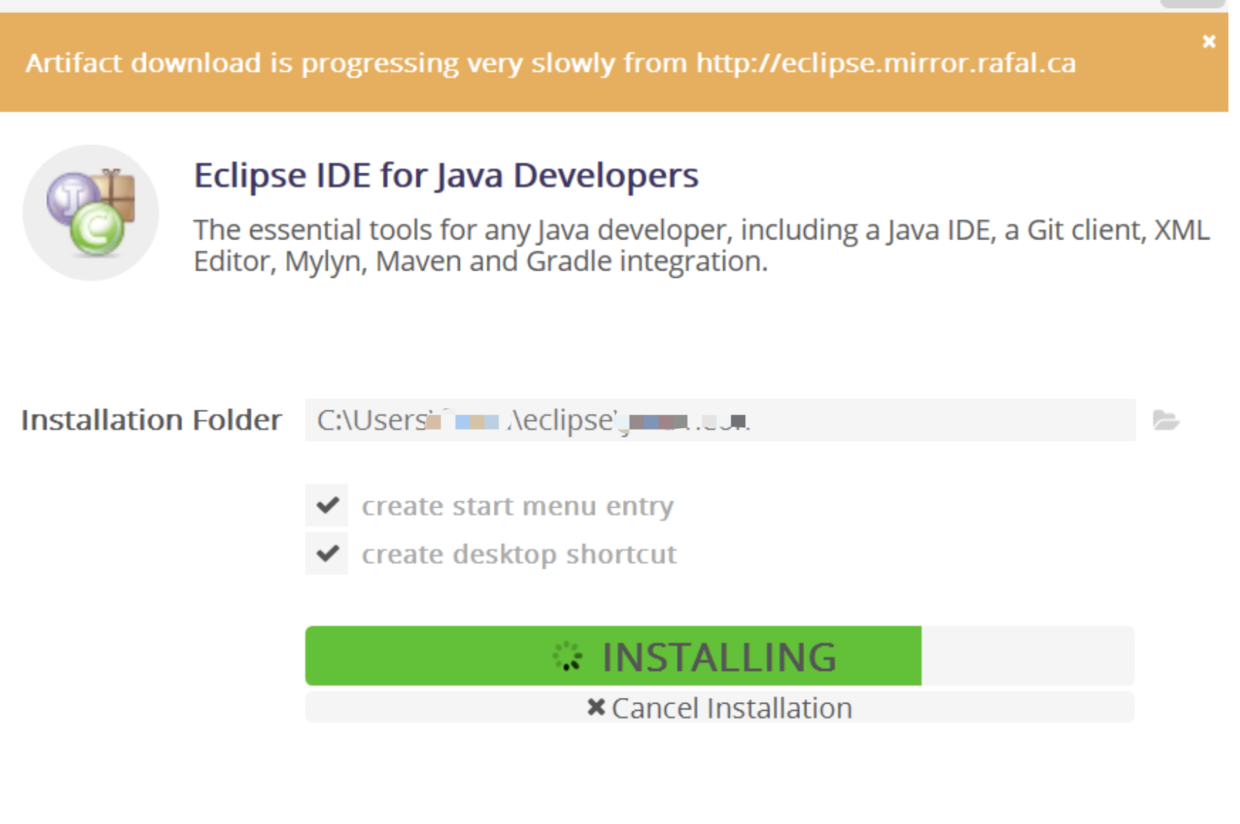 Artifact download is progressing very slowly from http://eclipse.mirror.rafal.ca
Eclipse IDE for Java Developers
The essential tools for any Java developer, including a Java IDE, a Git client, XML
Editor, Mylyn, Maven and Gradle integration.
Installation Folder C:\Users\ \eclipse\
create start menu entry
create desktop shortcut
INSTALLING
Cancel Installation